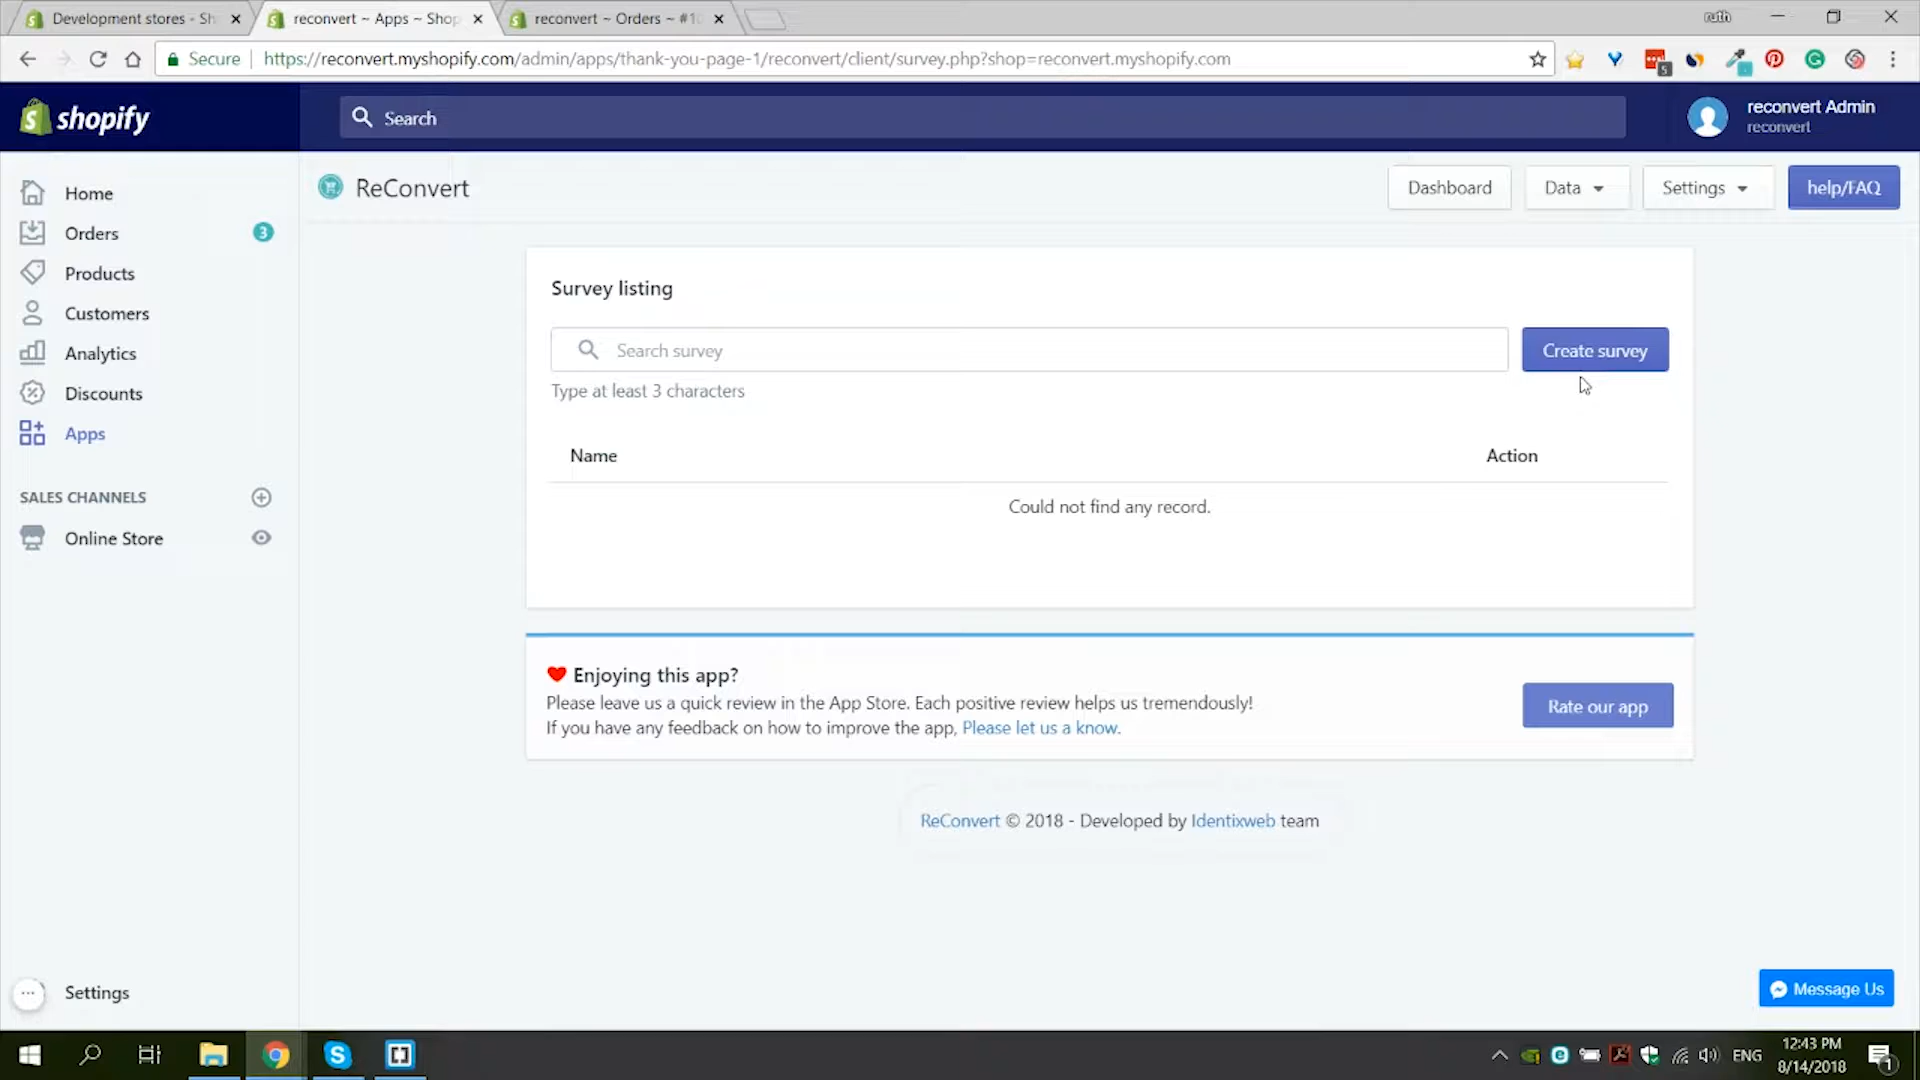 Development stores - Sh
reconvert ~ Apps ~ Shop
reconvert ~ Orders ~ #10
ruth
Secure
https://reconvert.myshopify.com/admin/apps/thank-you-page-1/reconvert/client/survey.php?shop=reconvert.myshopify.com
5
shopify
Search
reconvert Admin
reconvert
Home
Orders 3
Products
Customers
Analytics
Discounts
Apps
SALES CHANNELS
Online Store
Settings
ReConvert
Dashboard
Data
Settings
help/FAQ
Survey listing
Search survey
Create survey
Type at least 3 characters
Name Action
Could not find any record.
Enjoying this app?
Please leave us a quick review in the App Store. Each positive review helps us tremendously!
If you have any feedback on how to improve the app, Please let us a know.
Rate our app
ReConvert © 2018 - Developed by Identixweb team
Message Us
ENG
12:43 PM
8/14/2018
1